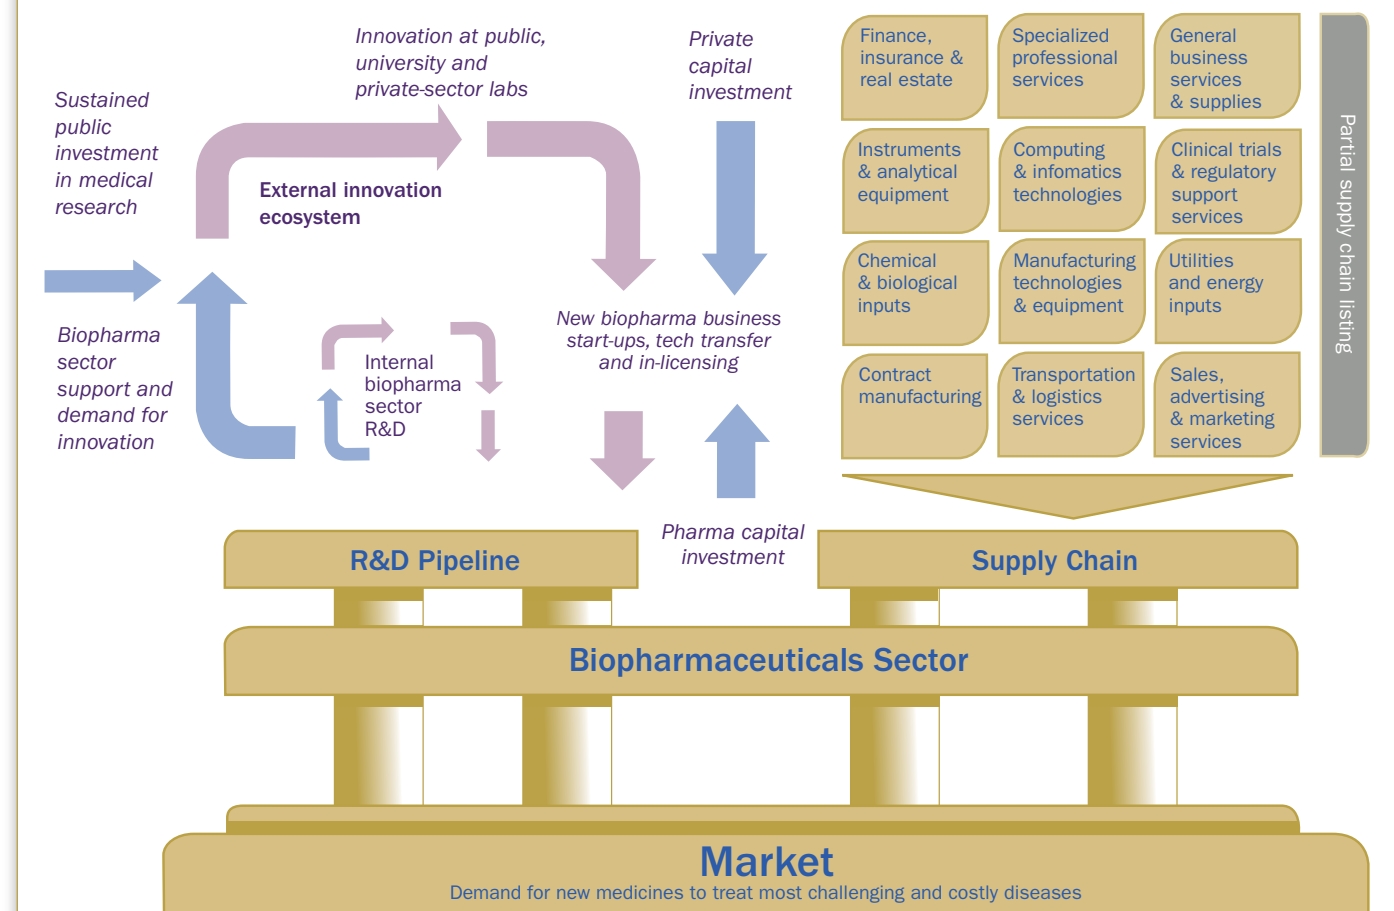 Sustained
public
investment
in medical
research
Innovation at public,
university and
private-sector labs
Private
capital
investment
External innovation
ecosystem
Biopharma
sector
support and
demand for
innovation
Internal
biopharma
sector
R&D
New biopharma business
start-ups, tech transfer
and in-licensing
Pharma capital
investment
Finance,
insurance &
real estate
Specialized
professional
services
General
business
services
& supplies
Instruments
& analytical
equipment
Computing
& infomatics
technologies
Clinical trials
& regulatory
support
services
Chemical
& biological
inputs
Manufacturing
technologies
& equipment
Utilities
and energy
inputs
Contract
manufacturing
Transportation
& logistics
services
Sales,
advertising
& marketing
services
Partial supply chain listing
R&D Pipeline
Supply Chain
Biopharmaceuticals Sector
Market
Demand for new medicines to treat most challenging and costly diseases